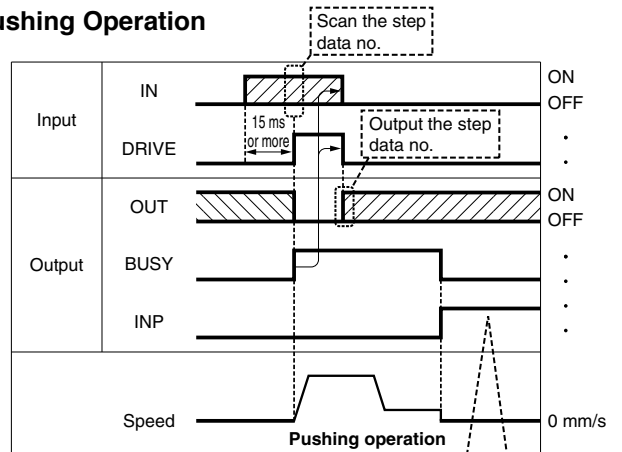 ushing Operation
Scan the step
data no.
Input
IN
ON
OFF
15 ms
or more
DRIVE
Output the step
data no.
Output
OUT
ON
OFF
BUSY
INP
Speed
0 mm/s
Pushing operation